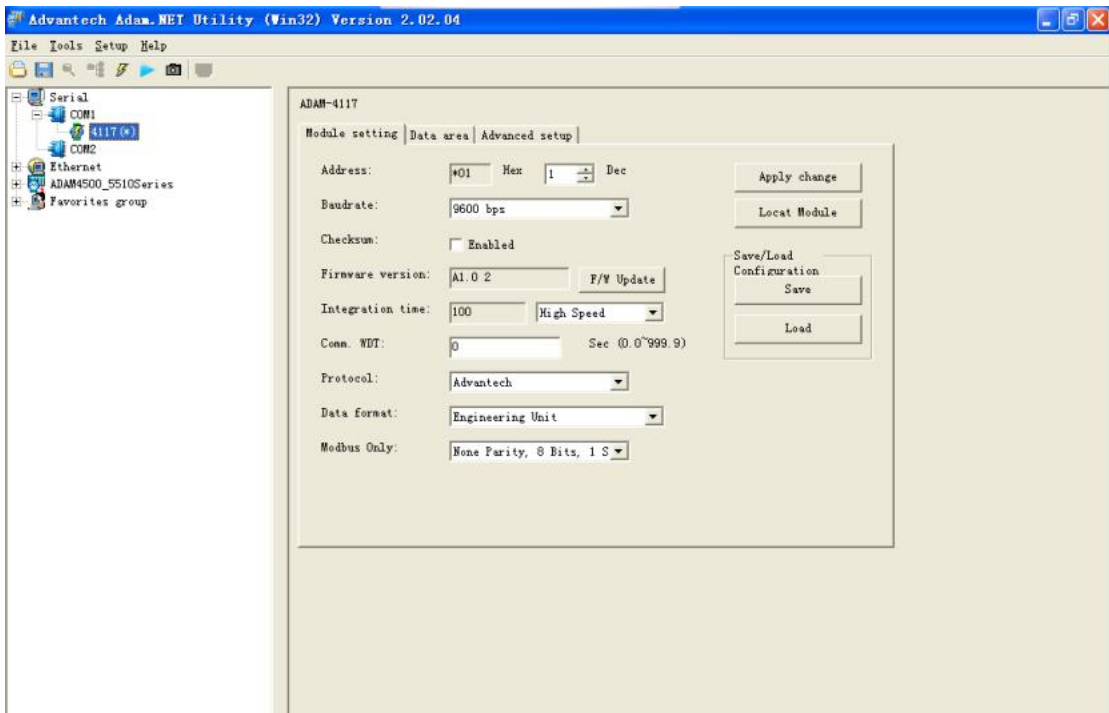 Advantech Adam.NET Utility (Win32) Version 2.02.04
File Tools Setup Help
Serial
COM1
4117(*)
COM2
Ethernet
ADAM4500_5510Series
Favorites group
ADAM-4117
Module setting Data area Advanced setup
Address: *01 Hex 1 Dec
Baudrate: 9600 bps
Checksum: Enabled
Firmware version: A1.0 2 F/W Update
Integration time: 100 High Speed
Comm. WDT: 0 Sec (0.0~999.9)
Protocol: Advantech
Data format: Engineering Unit
Modbus Only: None Parity, 8 Bits, 1 S
Apply change
Locat Module
Save/Load
Configuration
Save
Load